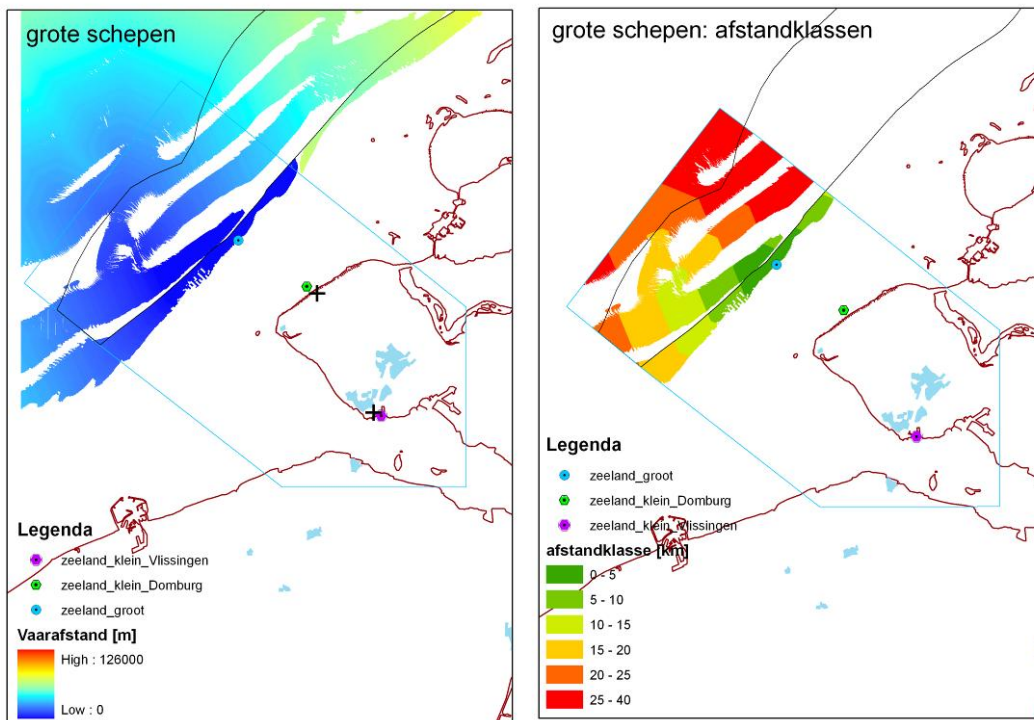 grote schepen
Legenda
zeeland_klein_Vlissingen
zeeland_klein_Domburg
zeeland_groot
Vaarafstand [m]
High : 126000
Low : 0
grote schepen: afstandklassen
Legenda
zeeland_groot
zeeland_klein_Domburg
zeeland_klein_Vlissingen
afstandklasse [km]
0 - 5
5 - 10
10 - 15
15 - 20
20 - 25
25 - 40